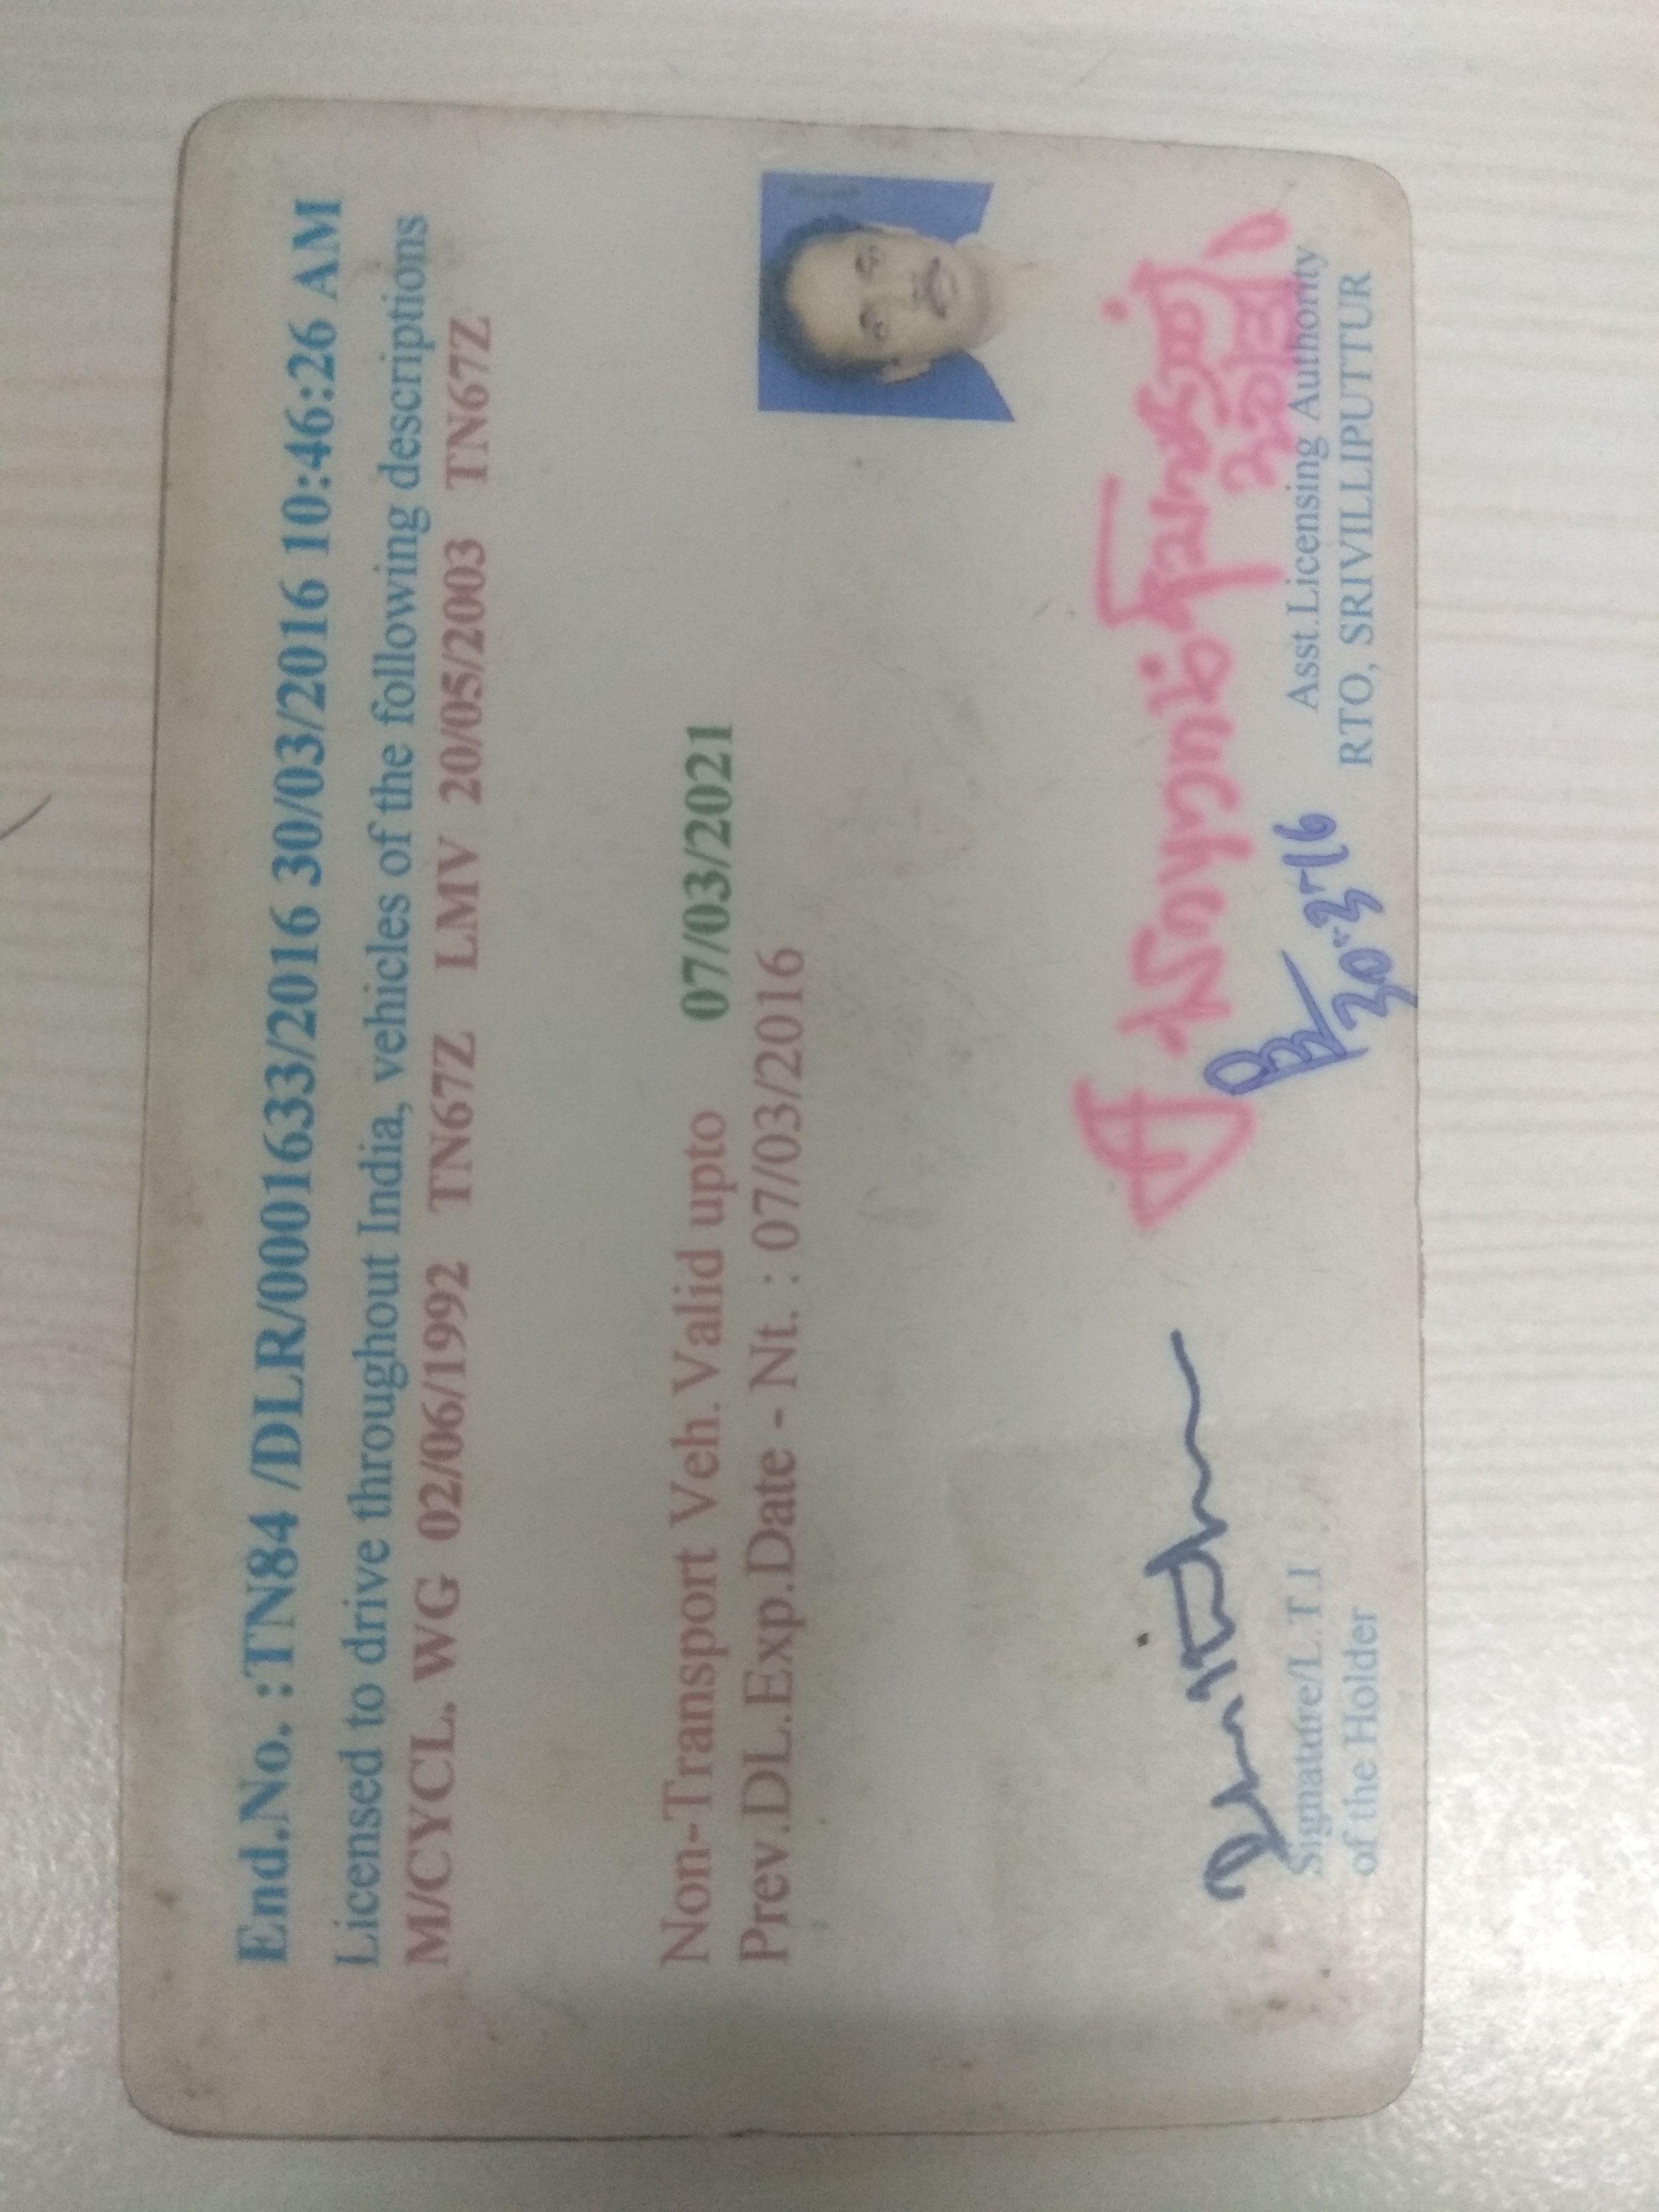 End.No. :TN84 /DLR/0001633/2016 30/03/2016 10:46:26 AM
Licensed to drive throughout India, vehicles of the following descriptions
M/CYCL. WG 02/06/1992 TN67Z LMV 20/05/2003 TN67Z
Non-Transport Veh. Valid upto 07/03/2021
Prev.DL.Exp.Date - Nt. : 07/03/2016
30-3-16
Signature/L.T.I
of the Holder
Asst.Licensing Authority
RTO, SRIVILLIPUTTUR